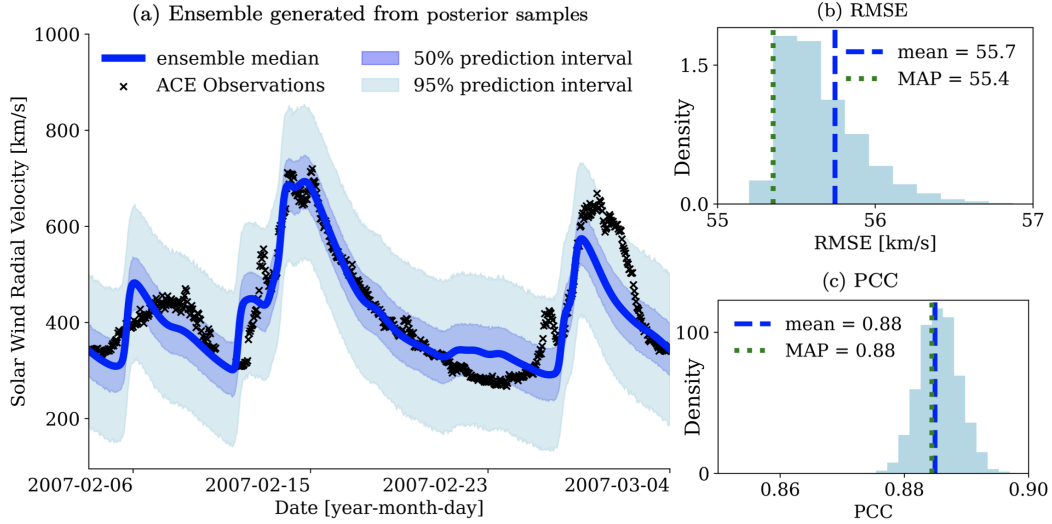 (a) Ensemble generated from posterior samples
1000
800
600
400
200
Solar Wind Radial Velocity [km/s]
ensemble median
ACE Observations
50% prediction interval
95% prediction interval
2007-02-06
2007-02-15
2007-02-23
2007-03-04
Date [year-month-day]
(b) RMSE
mean = 55.7
MAP = 55.4
1.5
0.0
Density
55
56
57
RMSE [km/s]
(c) PCC
mean = 0.88
MAP = 0.88
100
0
Density
0.86
0.88
0.90
PCC